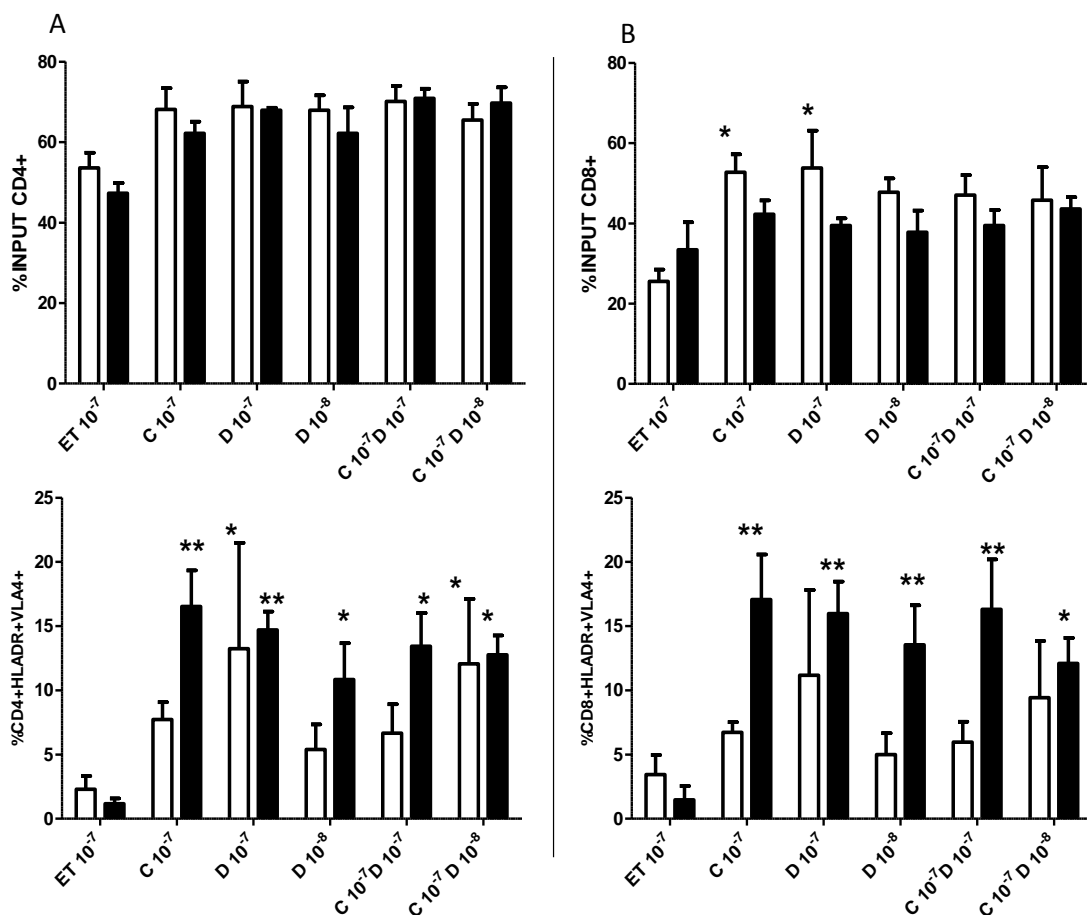 A
80
60
40
20
0
%INPUT CD4+
*
*
ET 10-7
C 10-7
D 10-7
D 10-8
C 10-7D 10-7
C 10-7 D 10-8
B
80
60
40
20
0
%INPUT CD8+
ET 10-7
C 10-7
D 10-7
D 10-8
C 10-7D 10-7
C 10-7 D 10-8
25
20
15
10
5
0
%CD4+HLADR+VLA4+
**
*
**
*
*
*
*
ET 10-7
C 10-7
D 10-7
D 10-8
C 10-7D 10-7
C 10-7 D 10-8
25
20
15
10
5
0
%CD8+HLADR+VLA4+
**
**
**
**
*
ET 10-7
C 10-7
D 10-7
D 10-8
C 10-7D 10-7
C 10-7 D 10-8